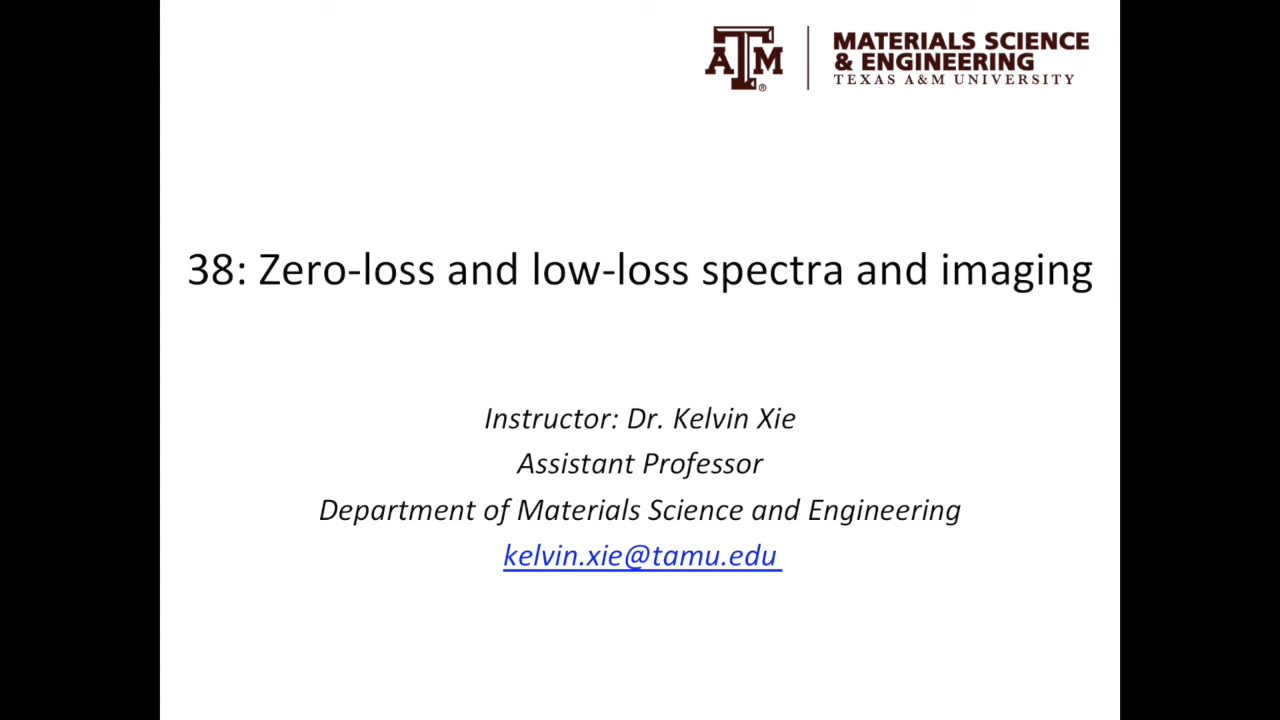 ATM®
MATERIALS SCIENCE
& ENGINEERING
TEXAS A&M UNIVERSITY
38: Zero-loss and low-loss spectra and imaging
Instructor: Dr. Kelvin Xie
Assistant Professor
Department of Materials Science and Engineering
kelvin.xie@tamu.edu